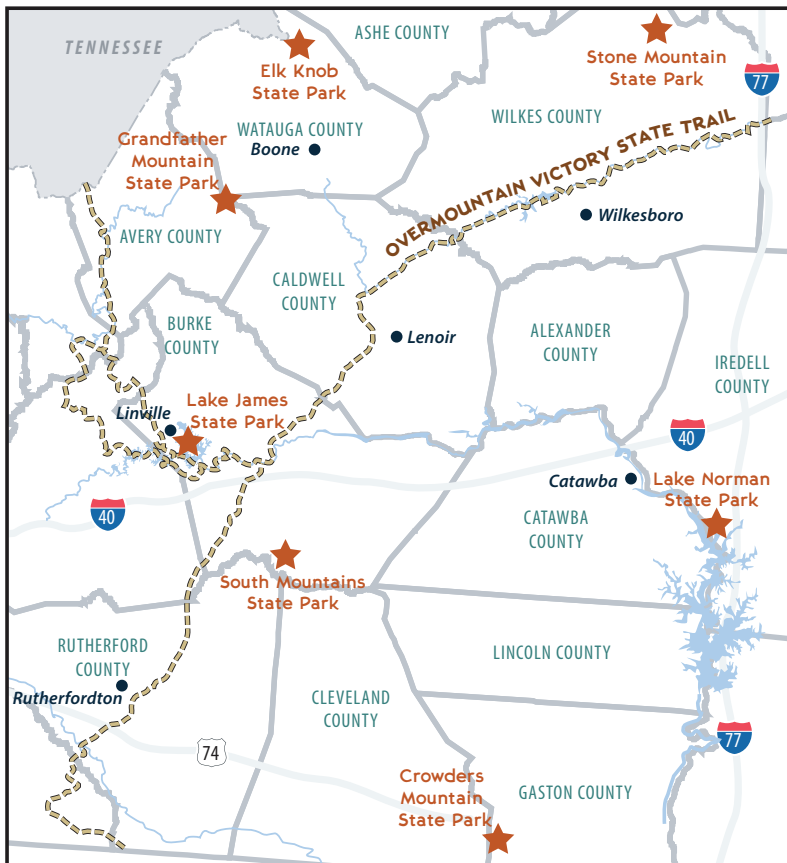 TENNESSEE
ASHE COUNTY
Elk Knob
State Park
Stone Mountain
State Park
77
WATAUGA COUNTY
Boone
WILKES COUNTY
Grandfather
Mountain
State Park
OVERMOUNTAIN VICTORY STATE TRAIL
Wilkesboro
AVERY COUNTY
CALDWELL
COUNTY
BURKE
COUNTY
Lenoir
ALEXANDER
COUNTY
IREDELL
COUNTY
Linville
Lake James
State Park
40
Catawba
Lake Norman
State Park
40
CATAWBA
COUNTY
South Mountains
State Park
RUTHERFORD
COUNTY
Rutherfordton
LINCOLN COUNTY
CLEVELAND
COUNTY
74
77
Crowders
Mountain
State Park
GASTON COUNTY